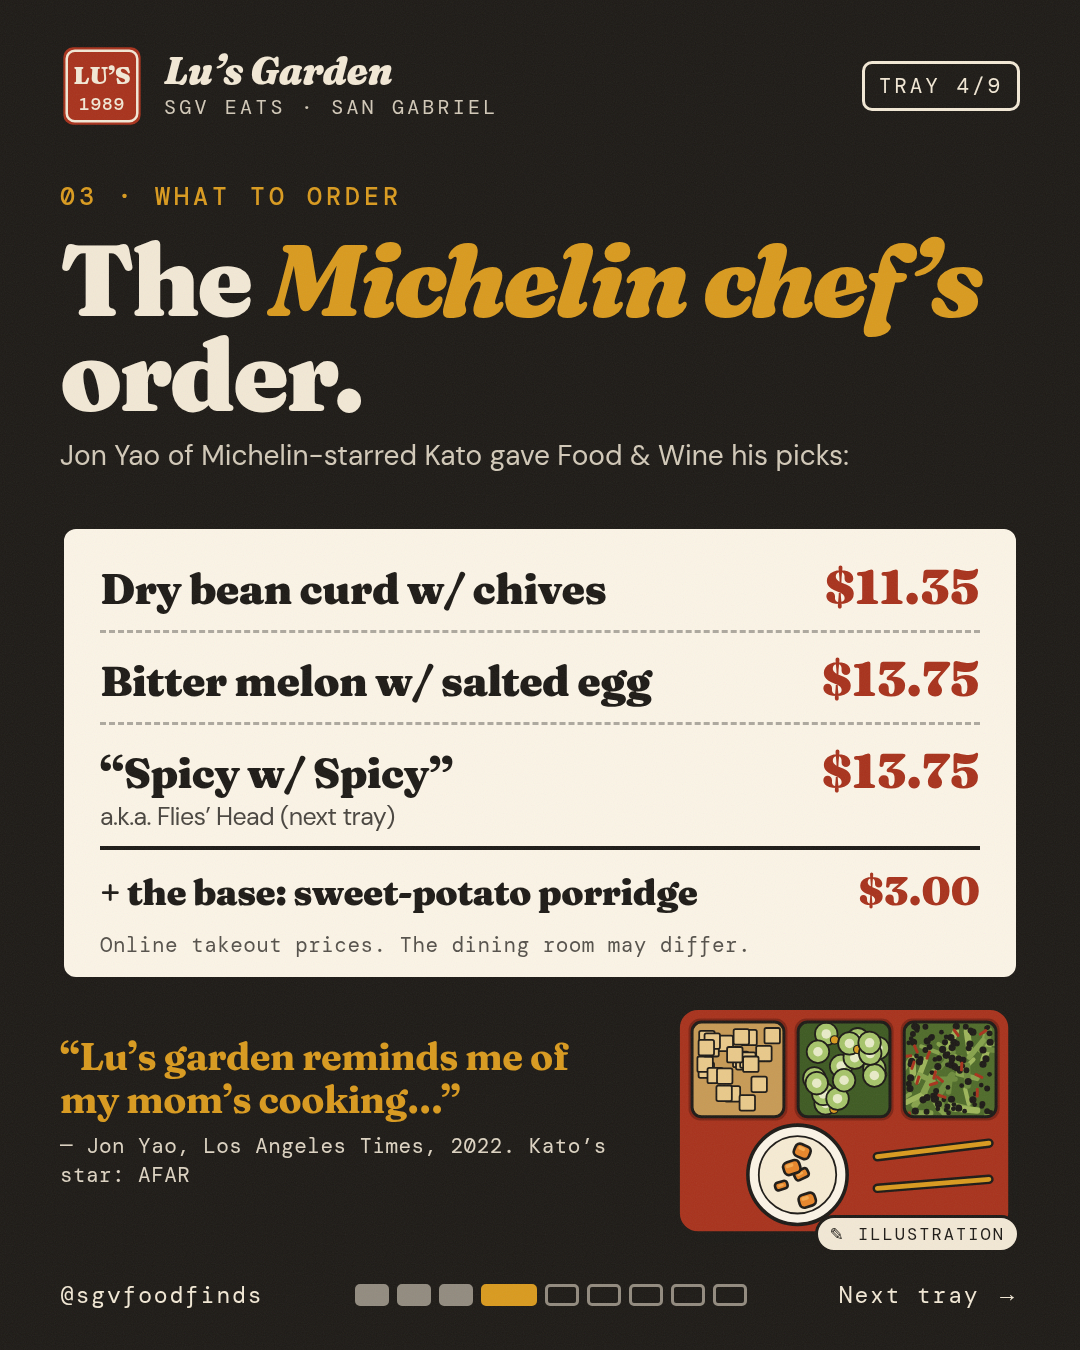 LU'S
1989
Lu's Garden
SGV EATS · SAN GABRIEL
TRAY 4/9
03 · WHAT TO ORDER
The Michelin chef's
order.
Jon Yao of Michelin-starred Kato gave Food & Wine his picks:
Dry bean curd w/ chives $11.35
Bitter melon w/ salted egg $13.75
“Spicy w/ Spicy” $13.75
a.k.a. Flies’ Head (next tray)
+ the base: sweet-potato porridge $3.00
Online takeout prices. The dining room may differ.
“Lu’s garden reminds me of
my mom’s cooking...”
— Jon Yao, Los Angeles Times, 2022. Kato’s
star: AFAR
✎ ILLUSTRATION
@sgvfoodfinds
Next tray →